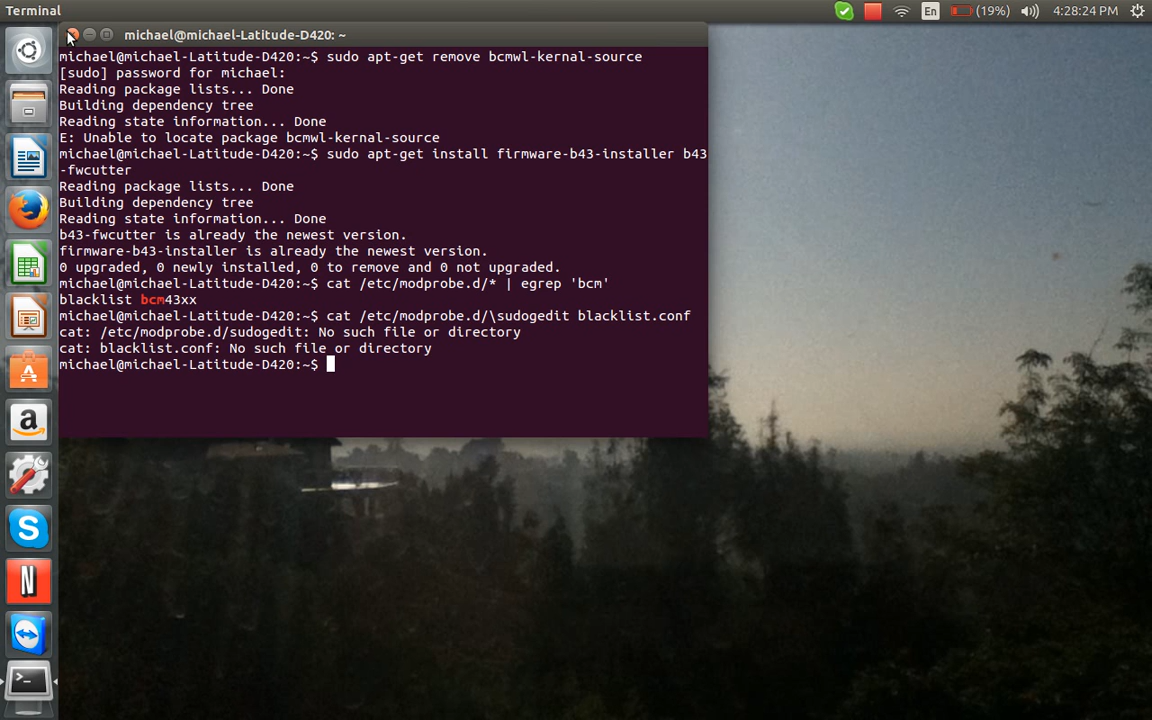 Terminal
En
(19%)
4:28:24 PM
michael@michael-Latitude-D420: ~
michael@michael-Latitude-D420:~$ sudo apt-get remove bcmwl-kernal-source
[sudo] password for michael:
Reading package lists... Done
Building dependency tree
Reading state information... Done
E: Unable to locate package bcmwl-kernal-source
michael@michael-Latitude-D420:~$ sudo apt-get install firmware-b43-installer b43
-fwcutter
Reading package lists... Done
Building dependency tree
Reading state information... Done
b43-fwcutter is already the newest version.
firmware-b43-installer is already the newest version.
0 upgraded, 0 newly installed, 0 to remove and 0 not upgraded.
michael@michael-Latitude-D420:~$ cat /etc/modprobe.d/* | egrep 'bcm'
blacklist bcm43xx
michael@michael-Latitude-D420:~$ cat /etc/modprobe.d/\sudogedit blacklist.conf
cat: /etc/modprobe.d/sudogedit: No such file or directory
cat: blacklist.conf: No such file or directory
michael@michael-Latitude-D420:~$
A
a
S
N
>_